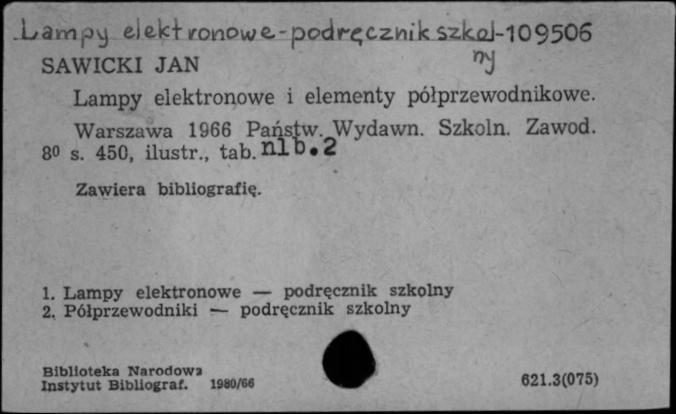 Lampy elektronowe-podręcznik szkol-109506
ny
SAWICKI JAN
Lampy elektronowe i elementy półprzewodnikowe.
Warszawa 1966 Państw. Wydawn. Szkoln. Zawod.
8º s. 450, ilustr., tab. nlb.2
Zawiera bibliografię.
1. Lampy elektronowe — podręcznik szkolny
2. Półprzewodniki — podręcznik szkolny
Biblioteka Narodowa
Instytut Bibliograf. 1980/66
621.3(075)